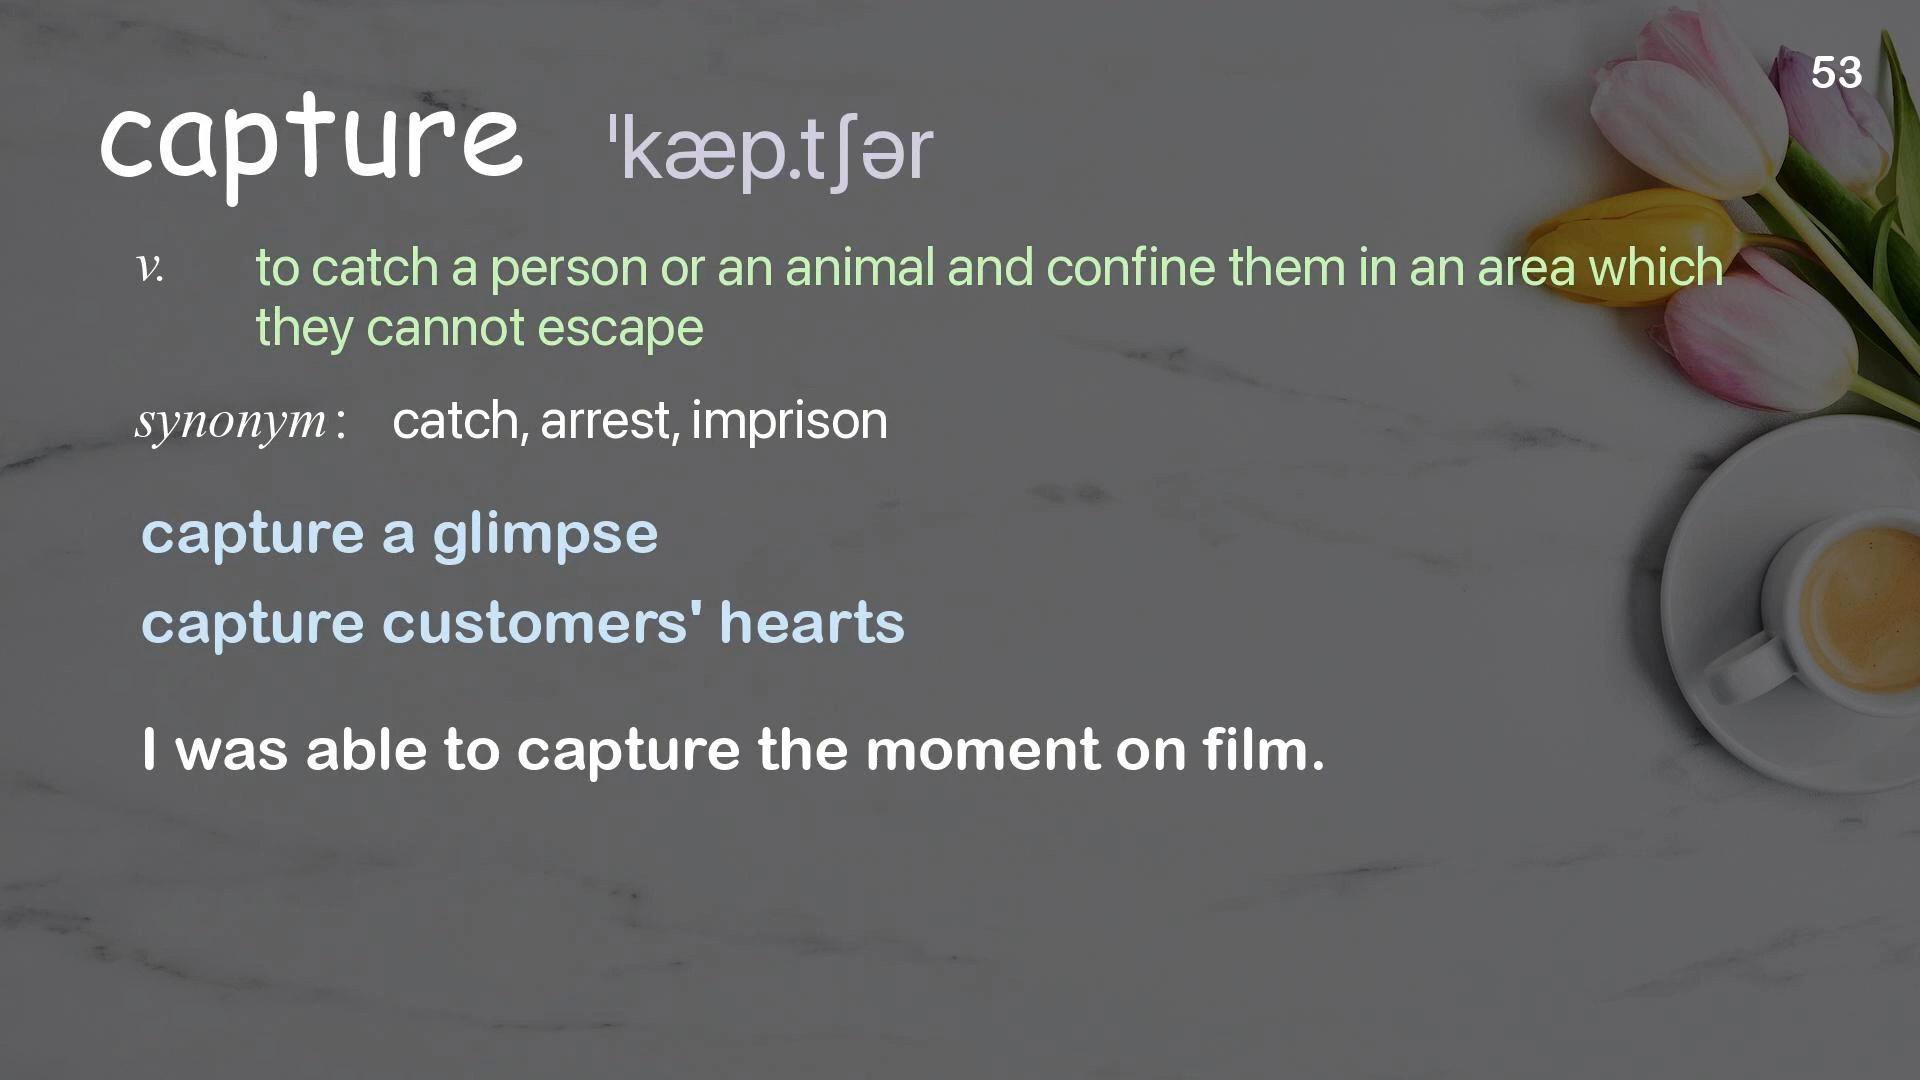 53
capture ˈkæp.tʃər
v. to catch a person or an animal and confine them in an area which
they cannot escape
synonym: catch, arrest, imprison
capture a glimpse
capture customers' hearts
I was able to capture the moment on film.